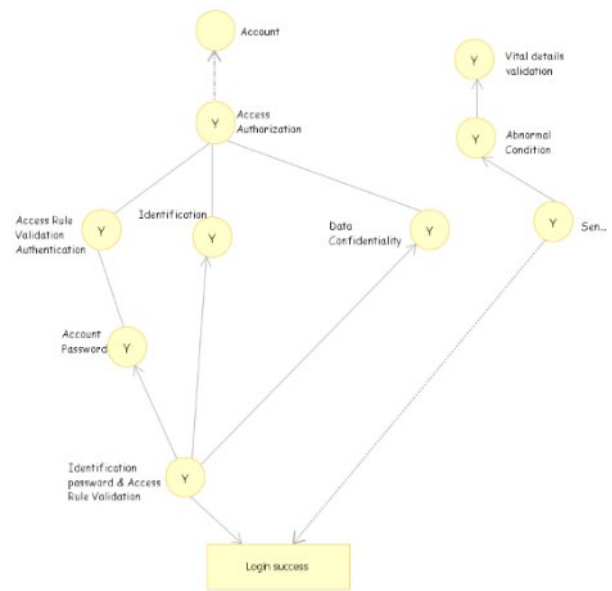 Account
Vital details
validation
Y
Access
Authorization
Y
Abnormal
Condition
Y
Access Rule
Validation
Authentication
Y
Identification
Y
Data
Confidentiality
Y
Sen...
Y
Account
Password
Y
Identification
password & Access
Rule Validation
Y
Login success